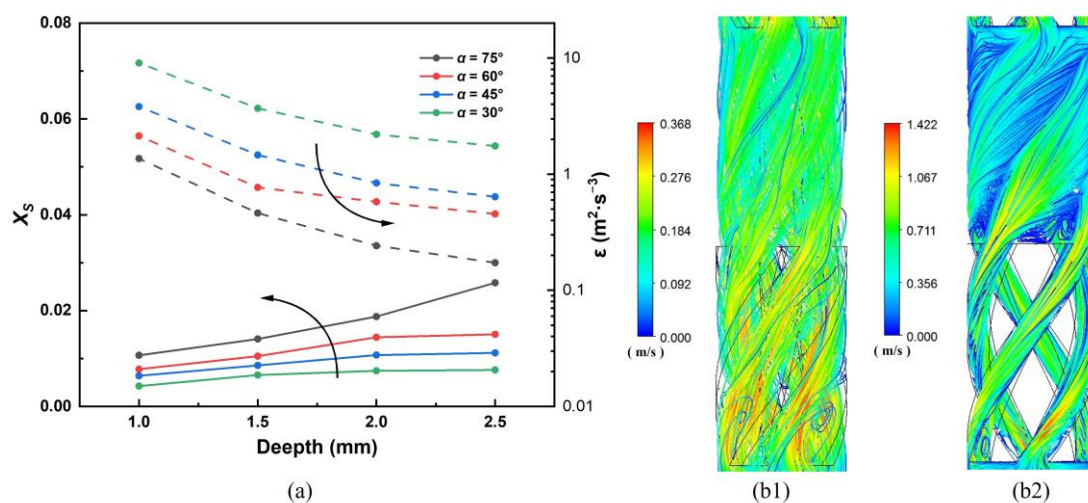 0.08
0.06
0.04
0.02
0.00
X_S
1.0 1.5 2.0 2.5
Deepth (mm)
10
1
0.1
0.01
ε (m²·s⁻³)
α = 75°
α = 60°
α = 45°
α = 30°
(a)
0.368
0.276
0.184
0.092
0.000
( m/s )
(b1)
1.422
1.067
0.711
0.356
0.000
( m/s )
(b2)